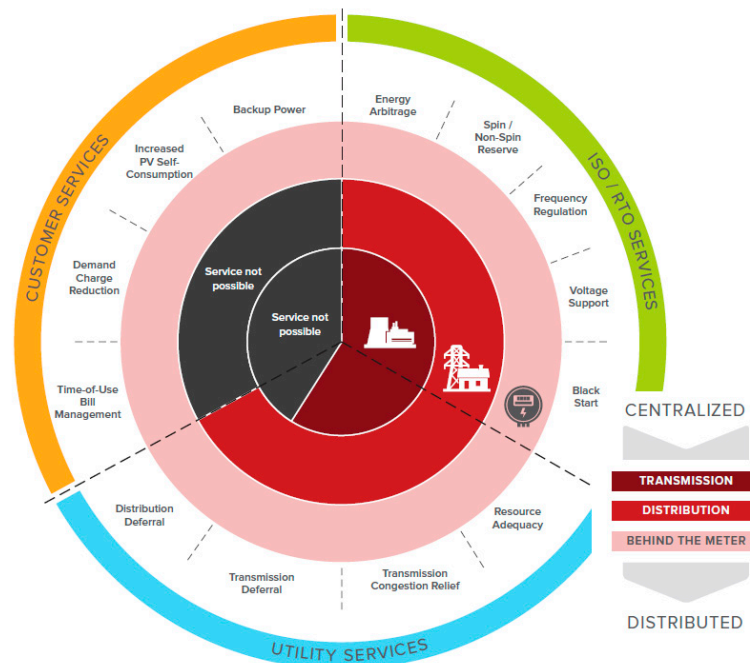 Backup Power
Energy
Arbitrage
Increased
PV Self-
Consumption
Spin /
Non-Spin
Reserve
CUSTOMER SERVICES
ISO / RTO SERVICES
Frequency
Regulation
Demand
Charge
Reduction
Service not
possible
Service not
possible
Voltage
Support
Time-of-Use
Bill
Management
Black
Start
CENTRALIZED
TRANSMISSION
DISTRIBUTION
BEHIND THE METER
DISTRIBUTED
Distribution
Deferral
Resource
Adequacy
Transmission
Deferral
Transmission
Congestion Relief
UTILITY SERVICES